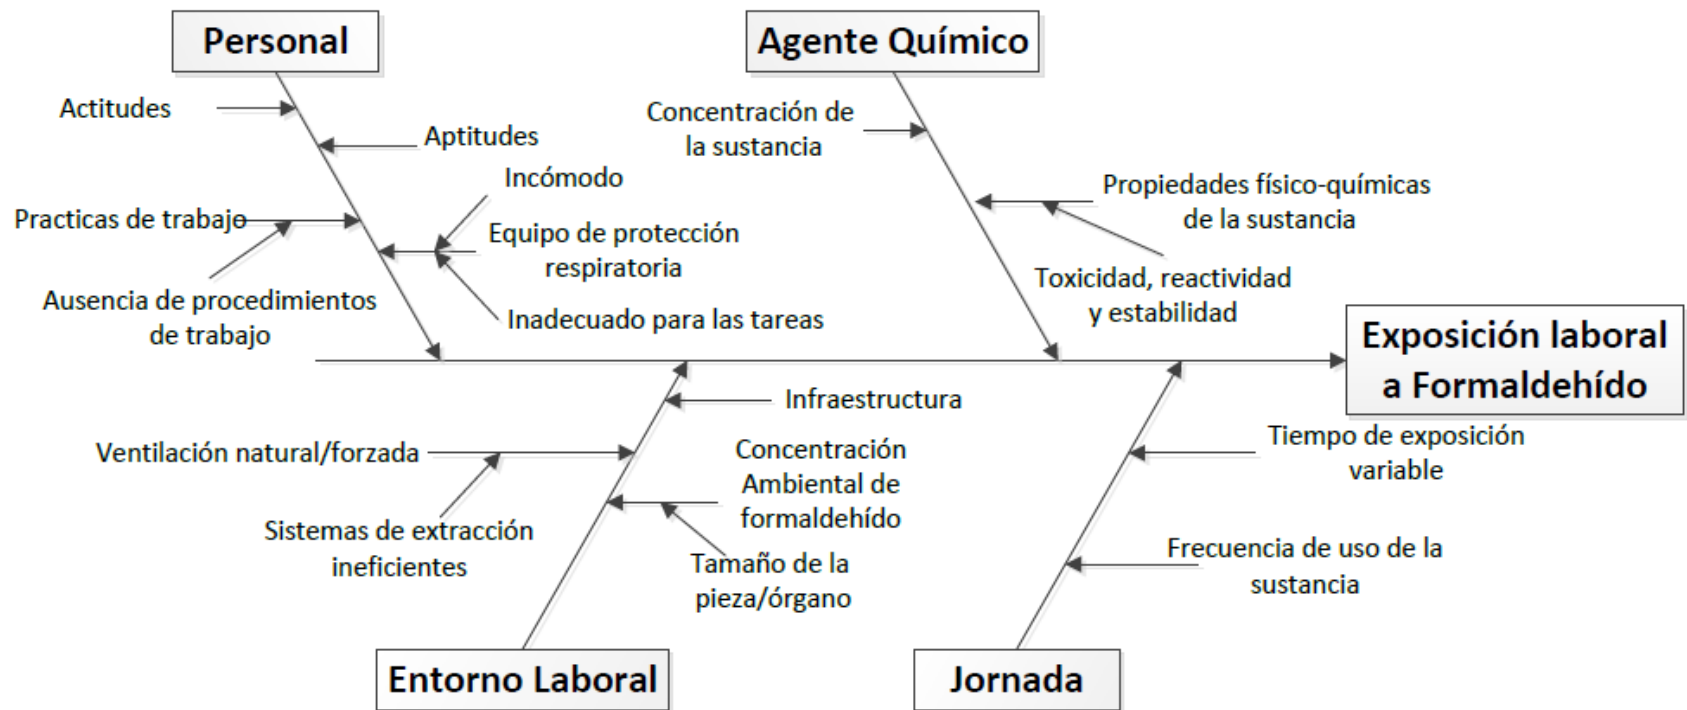 Personal
Agente Químico
Actitudes
Aptitudes
Incómodo
Practicas de trabajo
Equipo de protección
respiratoria
Ausencia de procedimientos
de trabajo
Inadecuado para las tareas
Concentración de
la sustancia
Propiedades físico-químicas
de la sustancia
Toxicidad, reactividad
y estabilidad
Exposición laboral
a Formaldehído
Infraestructura
Ventilación natural/forzada
Concentración
Ambiental de
formaldehído
Sistemas de extracción
ineficientes
Tamaño de la
pieza/órgano
Tiempo de exposición
variable
Frecuencia de uso de la
sustancia
Entorno Laboral
Jornada